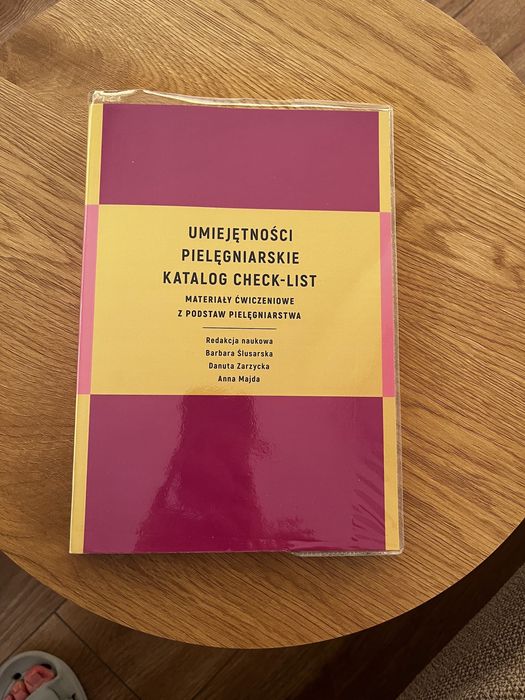 UMIEJĘTNOŚCI
PIELĘGNIARSKIE
KATALOG CHECK-LIST
MATERIAŁY ĆWICZENIOWE
Z PODSTAW PIELĘGNIARSTWA
Redakcja naukowa
Barbara Ślusarska
Danuta Zarzycka
Anna Majda